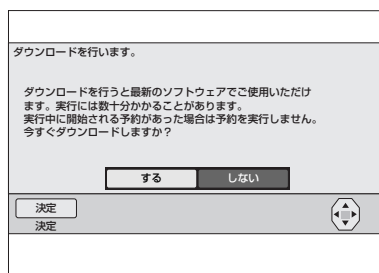 ダウンロードを行います。
ダウンロードを行うと最新のソフトウェアでご使用いただけ
ます。実行には数十分かかることがあります。
実行中に開始される予約があった場合は予約を実行しません。
今すぐダウンロードしますか？
する しない
決定
決定